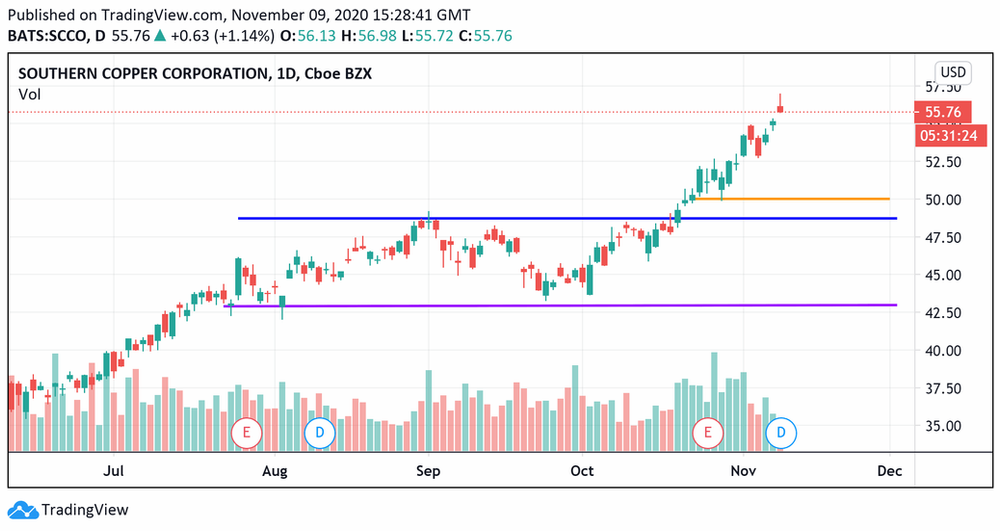 Published on TradingView.com, November 09, 2020 15:28:41 GMT
BATS:SCCO, D 55.76 ▲ +0.63 (+1.14%) O:56.13 H:56.98 L:55.72 C:55.76
SOUTHERN COPPER CORPORATION, 1D, Cboe BZX
Vol
USD
57.50
55.76
05:31:24
52.50
50.00
47.50
45.00
42.50
40.00
37.50
35.00
E D E D
Jul Aug Sep Oct Nov Dec
TradingView